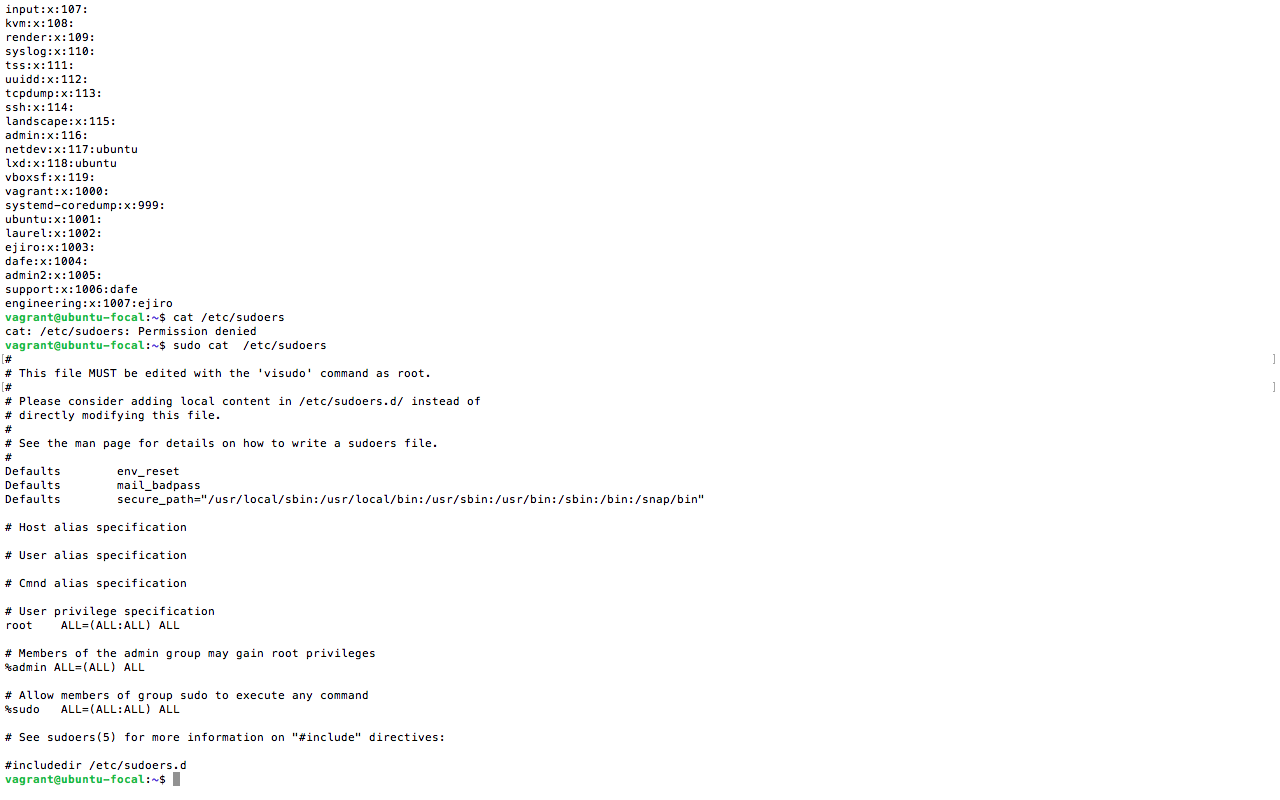 input:x:107:
kvm:x:108:
render:x:109:
syslog:x:110:
tss:x:111:
uuidd:x:112:
tcpdump:x:113:
ssh:x:114:
landscape:x:115:
admin:x:116:
netdev:x:117:ubuntu
lxd:x:118:ubuntu
vboxsf:x:119:
vagrant:x:1000:
systemd-coredump:x:999:
ubuntu:x:1001:
laurel:x:1002:
ejiro:x:1003:
dafe:x:1004:
admin2:x:1005:
support:x:1006:dafe
engineering:x:1007:ejiro
vagrant@ubuntu-focal:~$ cat /etc/sudoers
cat: /etc/sudoers: Permission denied
vagrant@ubuntu-focal:~$ sudo cat  /etc/sudoers
[# ]
# This file MUST be edited with the 'visudo' command as root.
[# ]
# Please consider adding local content in /etc/sudoers.d/ instead of
# directly modifying this file.
#
# See the man page for details on how to write a sudoers file.
#
Defaults        env_reset
Defaults        mail_badpass
Defaults        secure_path="/usr/local/sbin:/usr/local/bin:/usr/sbin:/usr/bin:/sbin:/bin:/snap/bin"
# Host alias specification
# User alias specification
# Cmnd alias specification
# User privilege specification
root    ALL=(ALL:ALL) ALL
# Members of the admin group may gain root privileges
%admin ALL=(ALL) ALL
# Allow members of group sudo to execute any command
%sudo   ALL=(ALL:ALL) ALL
# See sudoers(5) for more information on "#include" directives:
#includedir /etc/sudoers.d
vagrant@ubuntu-focal:~$